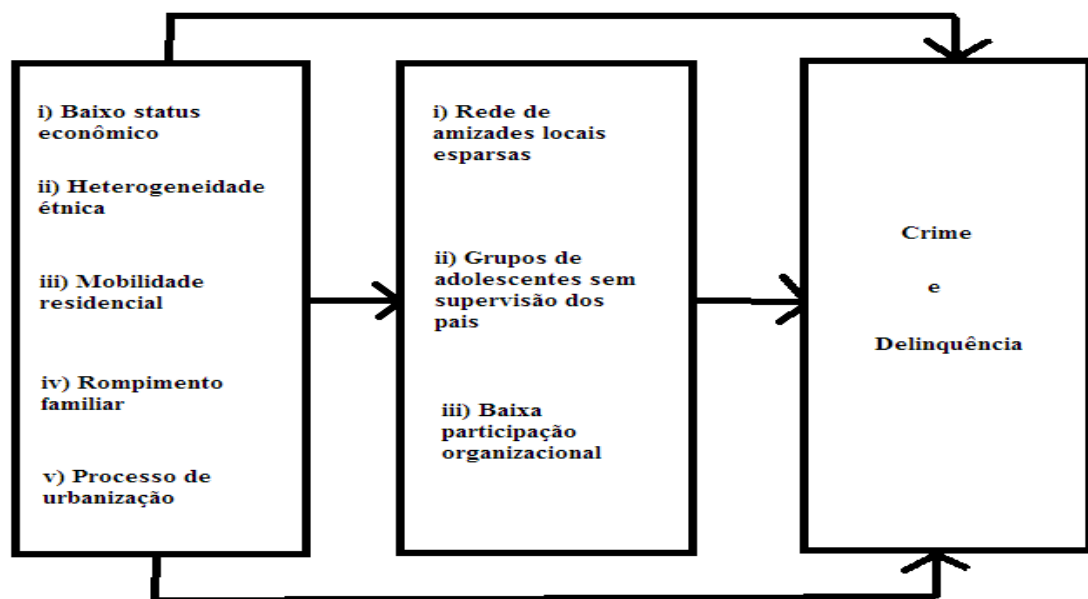 i) Baixo status
econômico
ii) Heterogeneidade
étnica
iii) Mobilidade
residencial
iv) Rompimento
familiar
v) Processo de
urbanização
i) Rede de
amizades locais
esparsas
ii) Grupos de
adolescentes sem
supervisão dos
pais
iii) Baixa
participação
organizacional
Crime
e
Delinquência